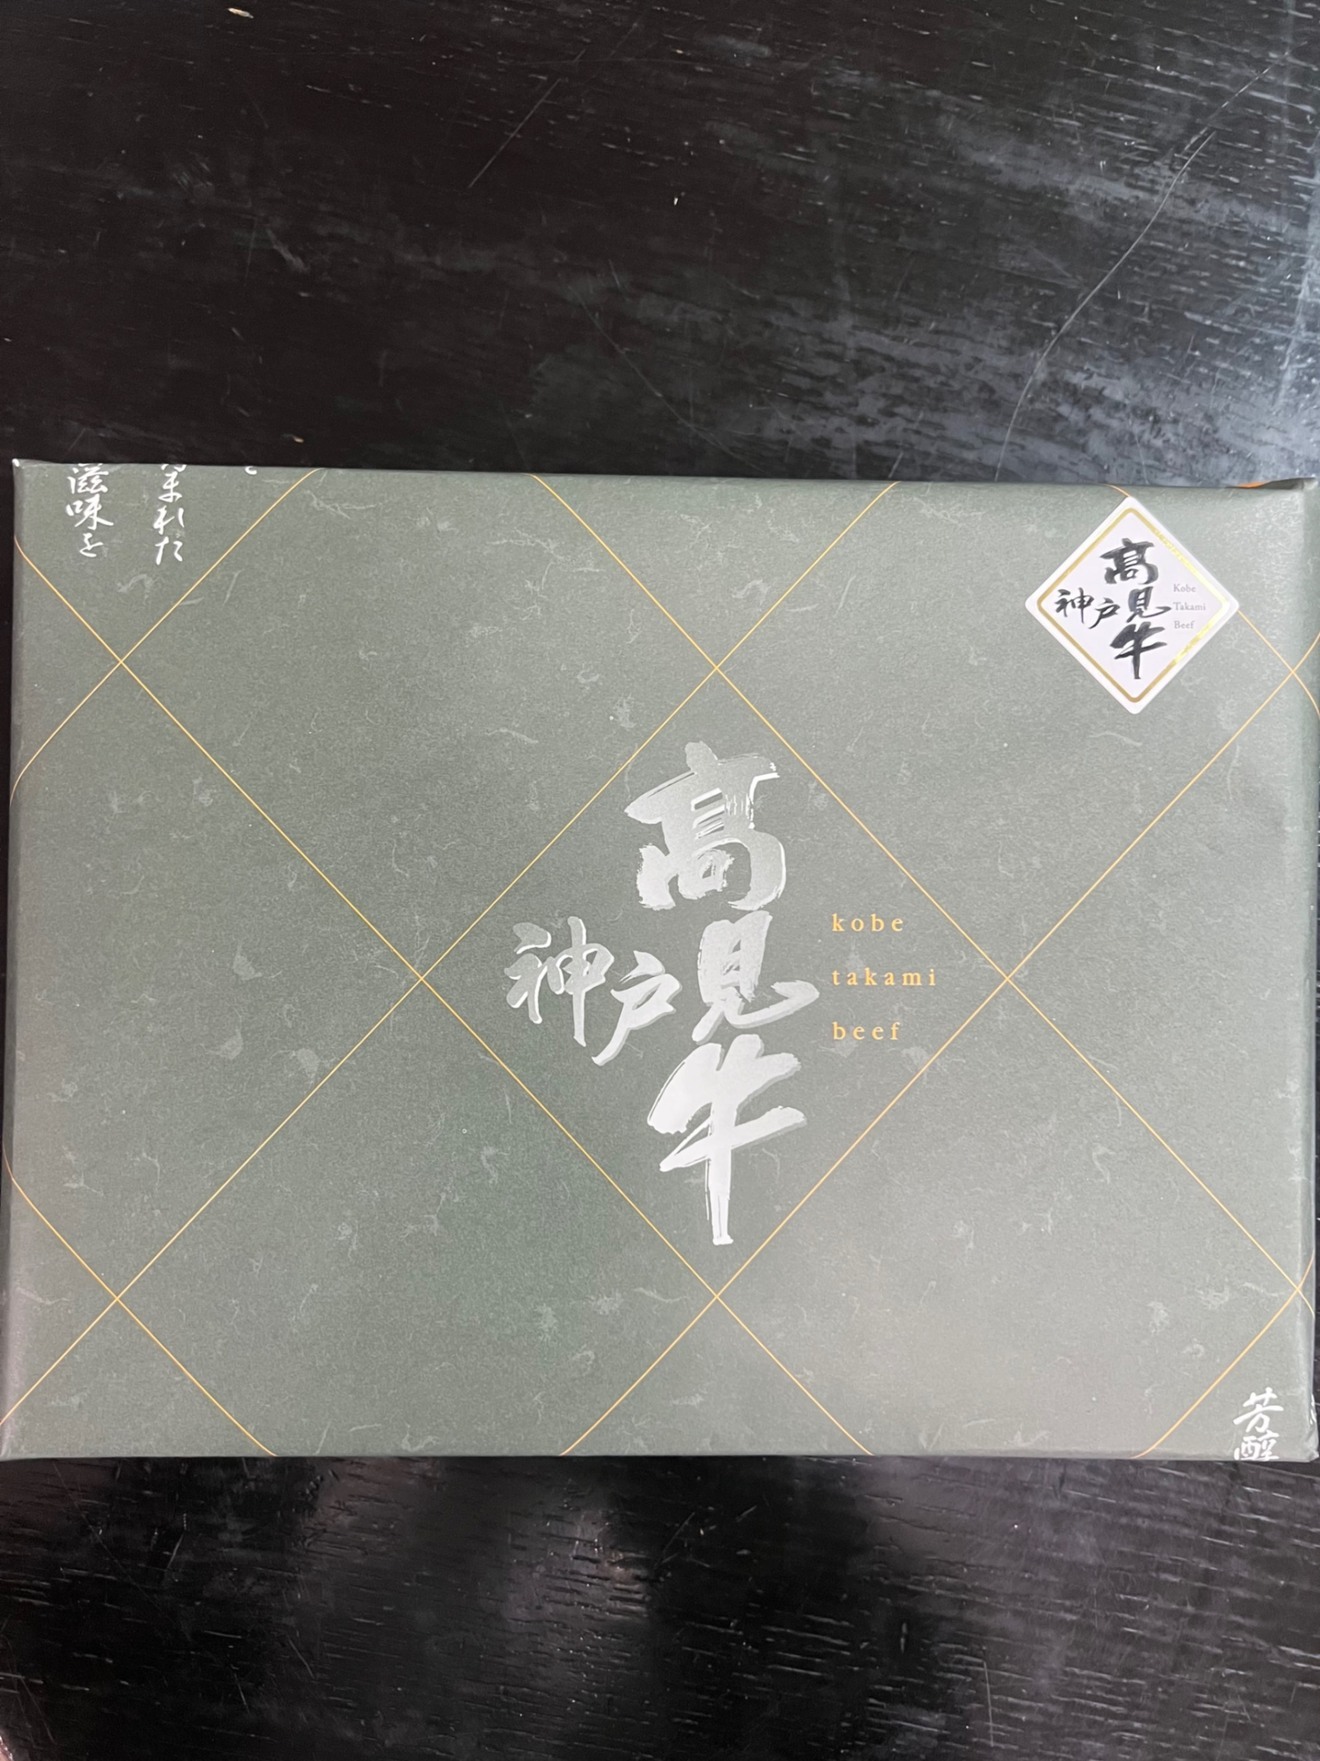 まれた
滋味を
高見牛
神戸
Kobe
Takami
Beef
高見牛
神戸
kobe
takami
beef
芳醇